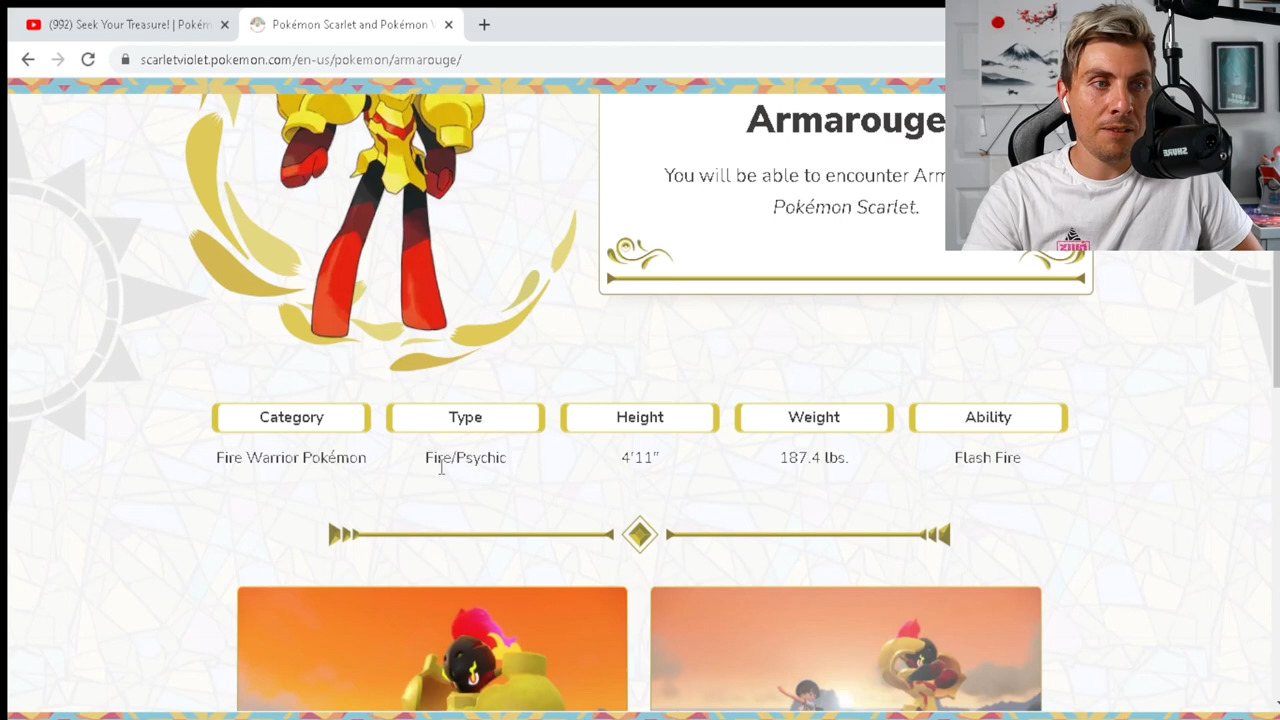 (992) Seek Your Treasure! | Pokém
Pokémon Scarlet and Pokémon V
scarletviolet.pokemon.com/en-us/pokemon/armarouge/
Armarouge
You will be able to encounter Arm
Pokémon Scarlet.
SHURE
Category
Type
Height
Weight
Ability
Fire Warrior Pokémon
Fire/Psychic
4'11"
187.4 lbs.
Flash Fire